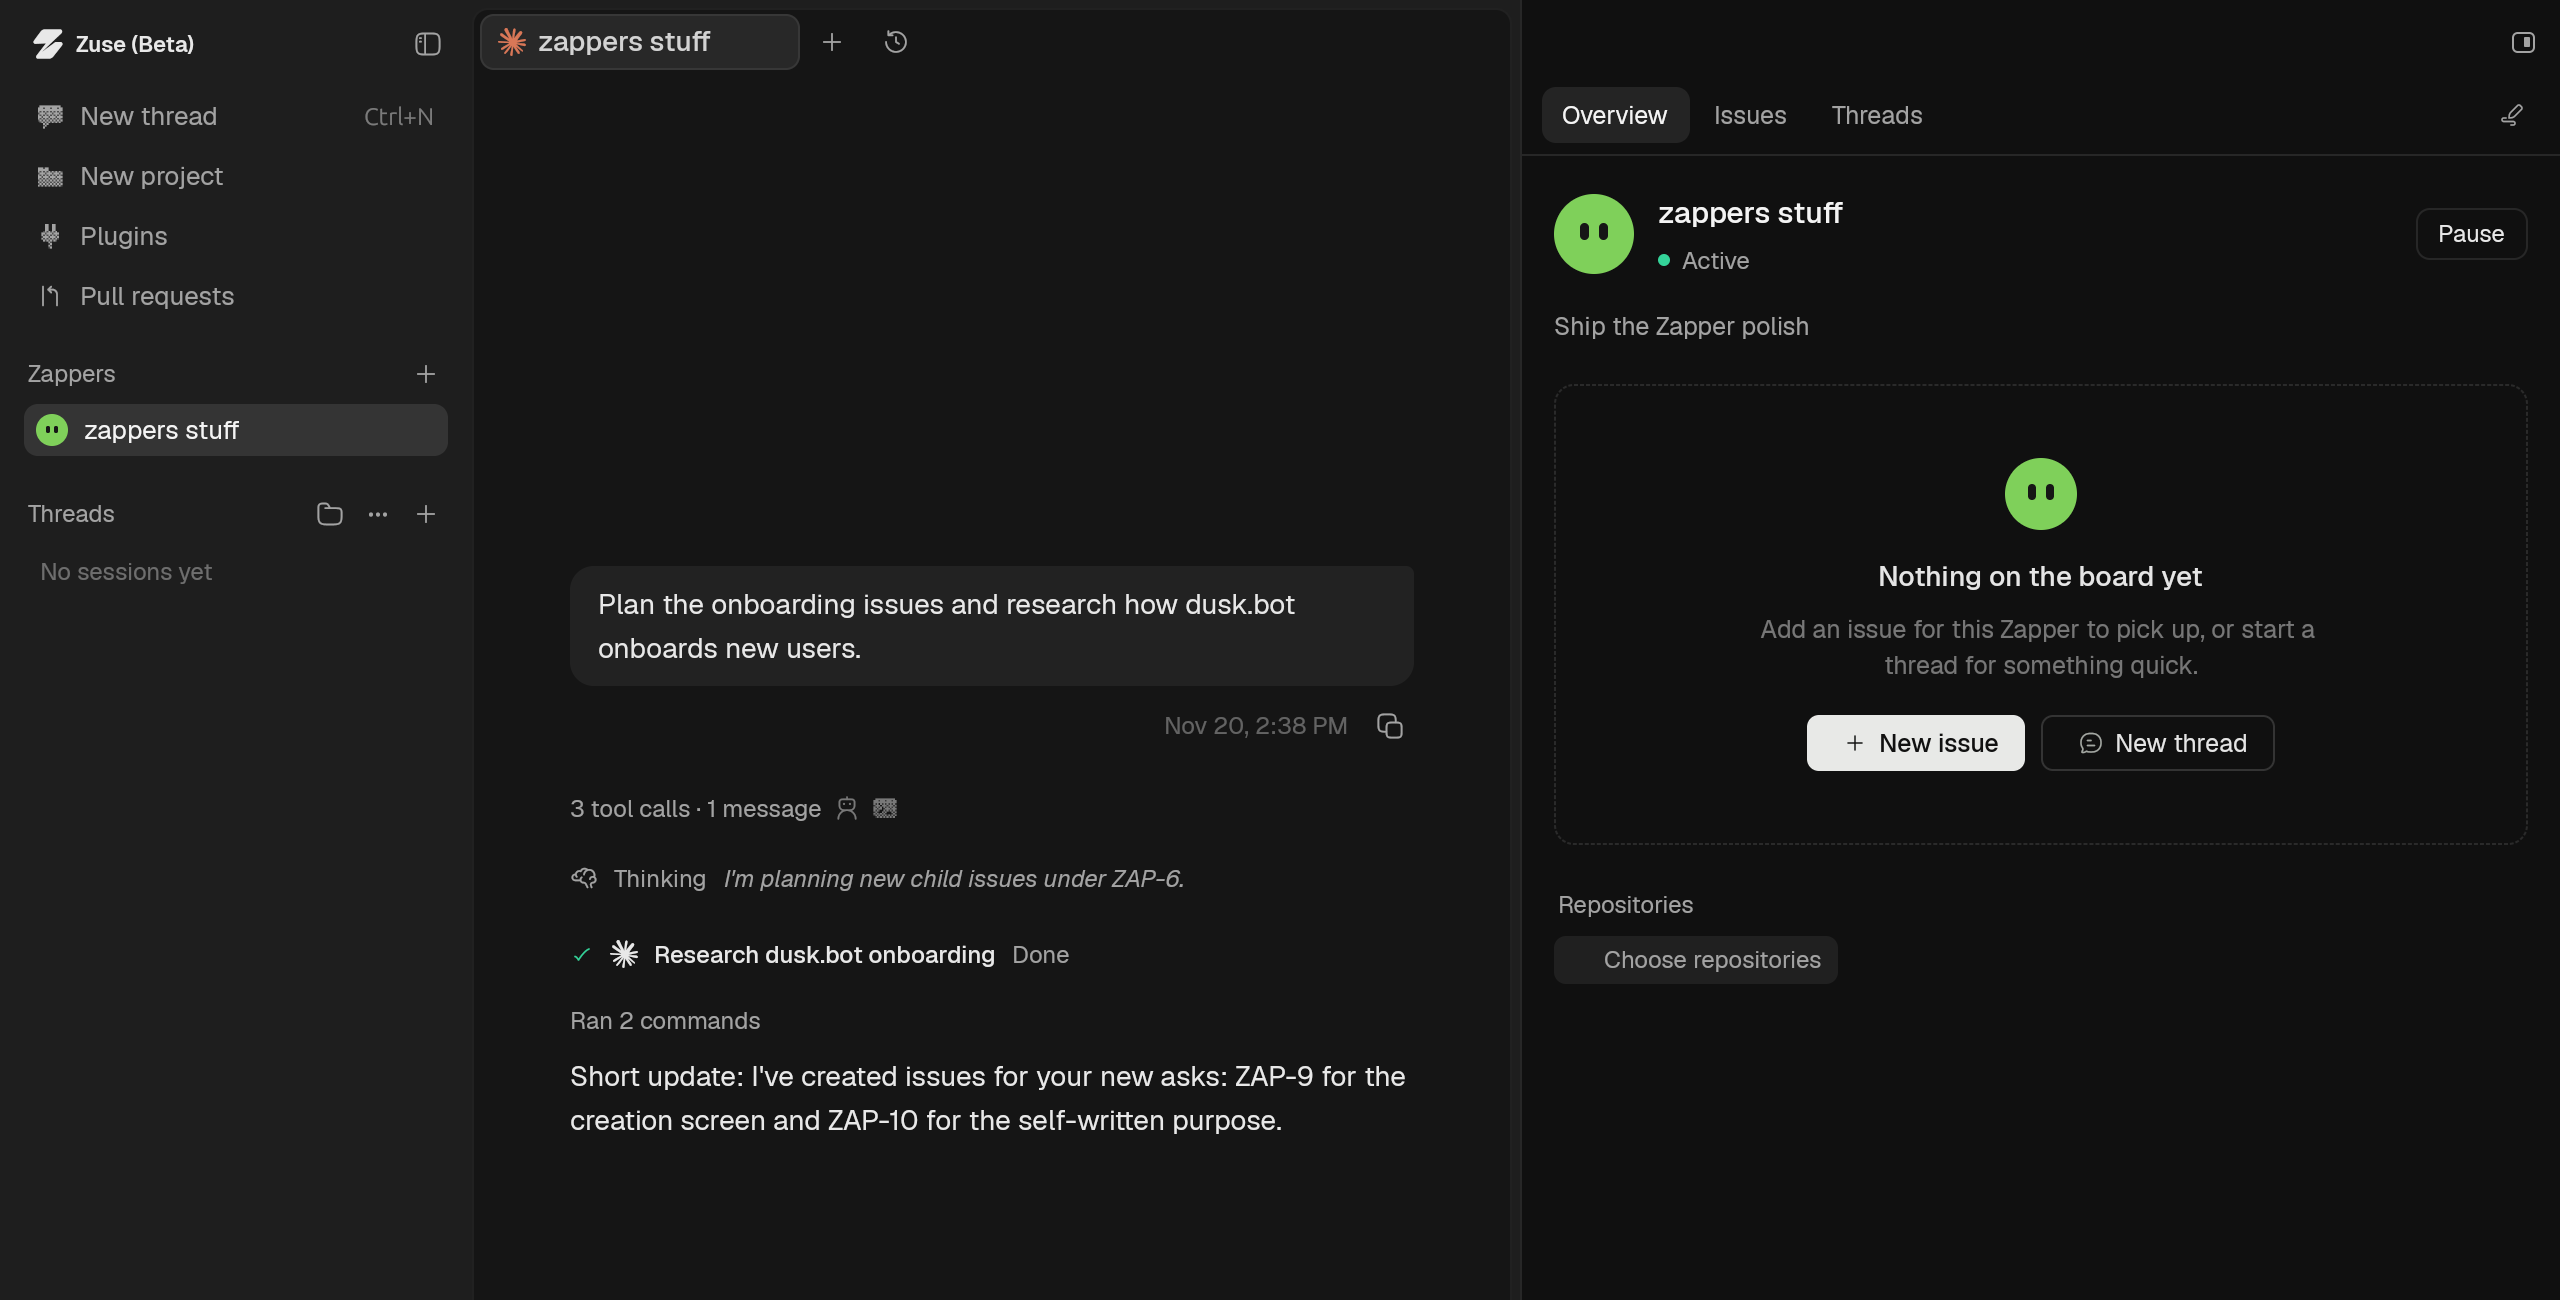 Zuse (Beta)
New thread Ctrl+N
New project
Plugins
Pull requests
Zappers
zappers stuff
Threads
No sessions yet
zappers stuff
Plan the onboarding issues and research how dusk.bot
onboards new users.
Nov 20, 2:38 PM
3 tool calls · 1 message
Thinking I'm planning new child issues under ZAP-6.
Research dusk.bot onboarding Done
Ran 2 commands
Short update: I've created issues for your new asks: ZAP-9 for the
creation screen and ZAP-10 for the self-written purpose.
Overview Issues Threads
zappers stuff
Active
Pause
Ship the Zapper polish
Nothing on the board yet
Add an issue for this Zapper to pick up, or start a
thread for something quick.
New issue New thread
Repositories
Choose repositories